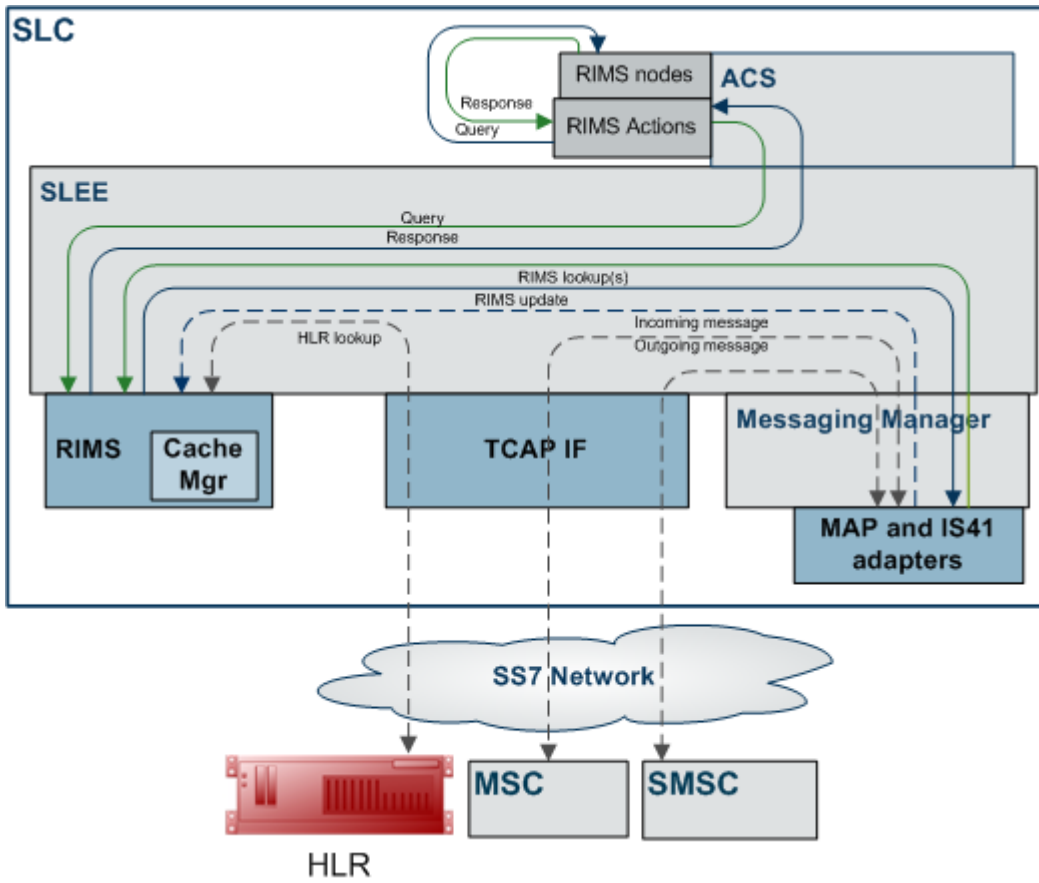 SLC
RIMS nodes
ACS
Response
Query
RIMS Actions
SLEE
Query
Response
RIMS lookup(s)
RIMS update
HLR lookup
Incoming message
Outgoing message
RIMS
Cache
Mgr
TCAP IF
Messaging Manager
MAP and IS41
adapters
SS7 Network
MSC
SMSC
HLR